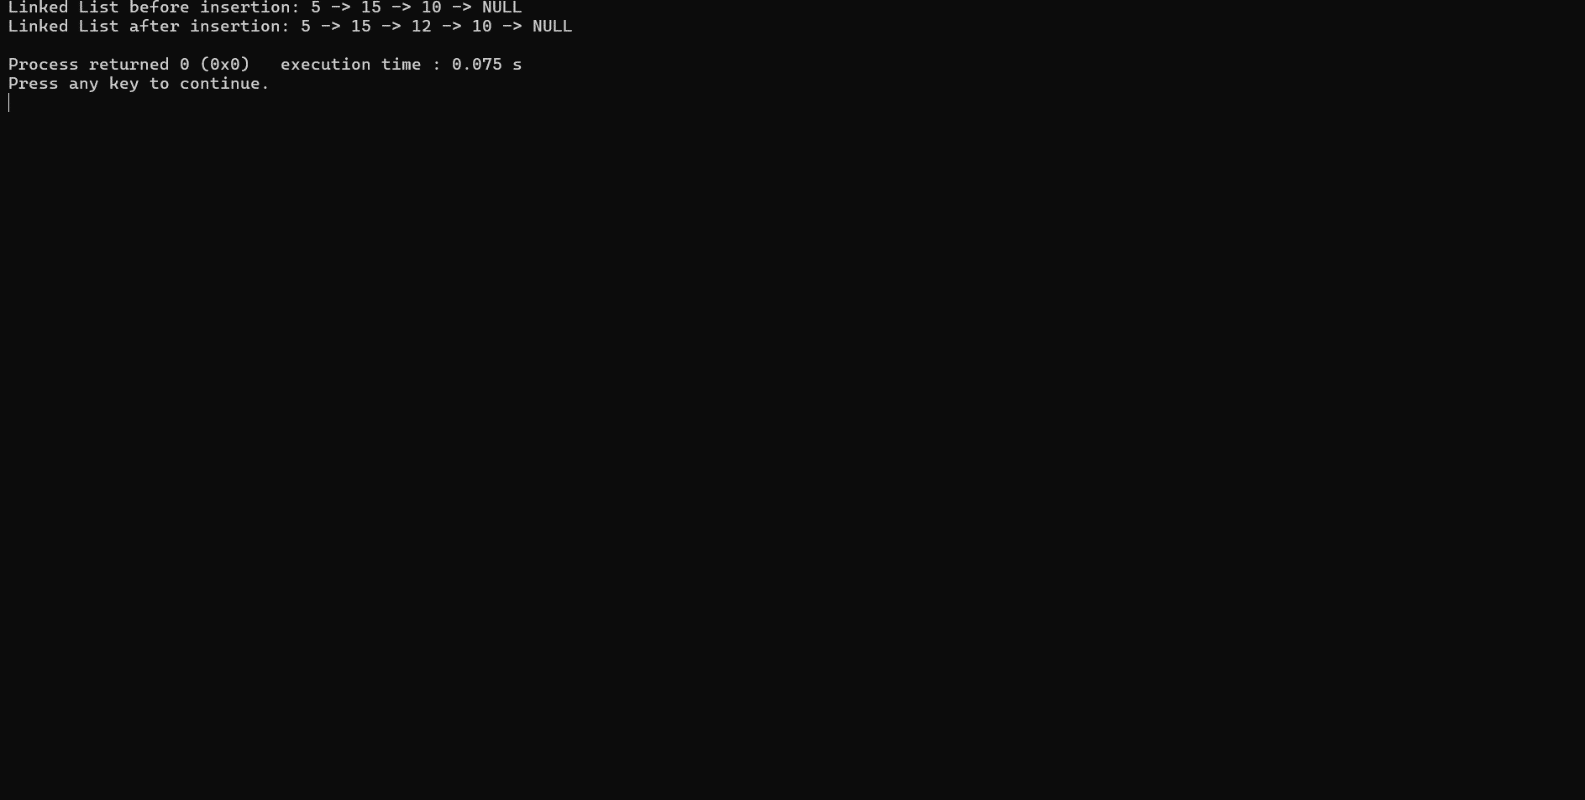 Linked List before insertion: 5 -> 15 -> 10 -> NULL
Linked List after insertion: 5 -> 15 -> 12 -> 10 -> NULL
Process returned 0 (0x0)   execution time : 0.075 s
Press any key to continue.